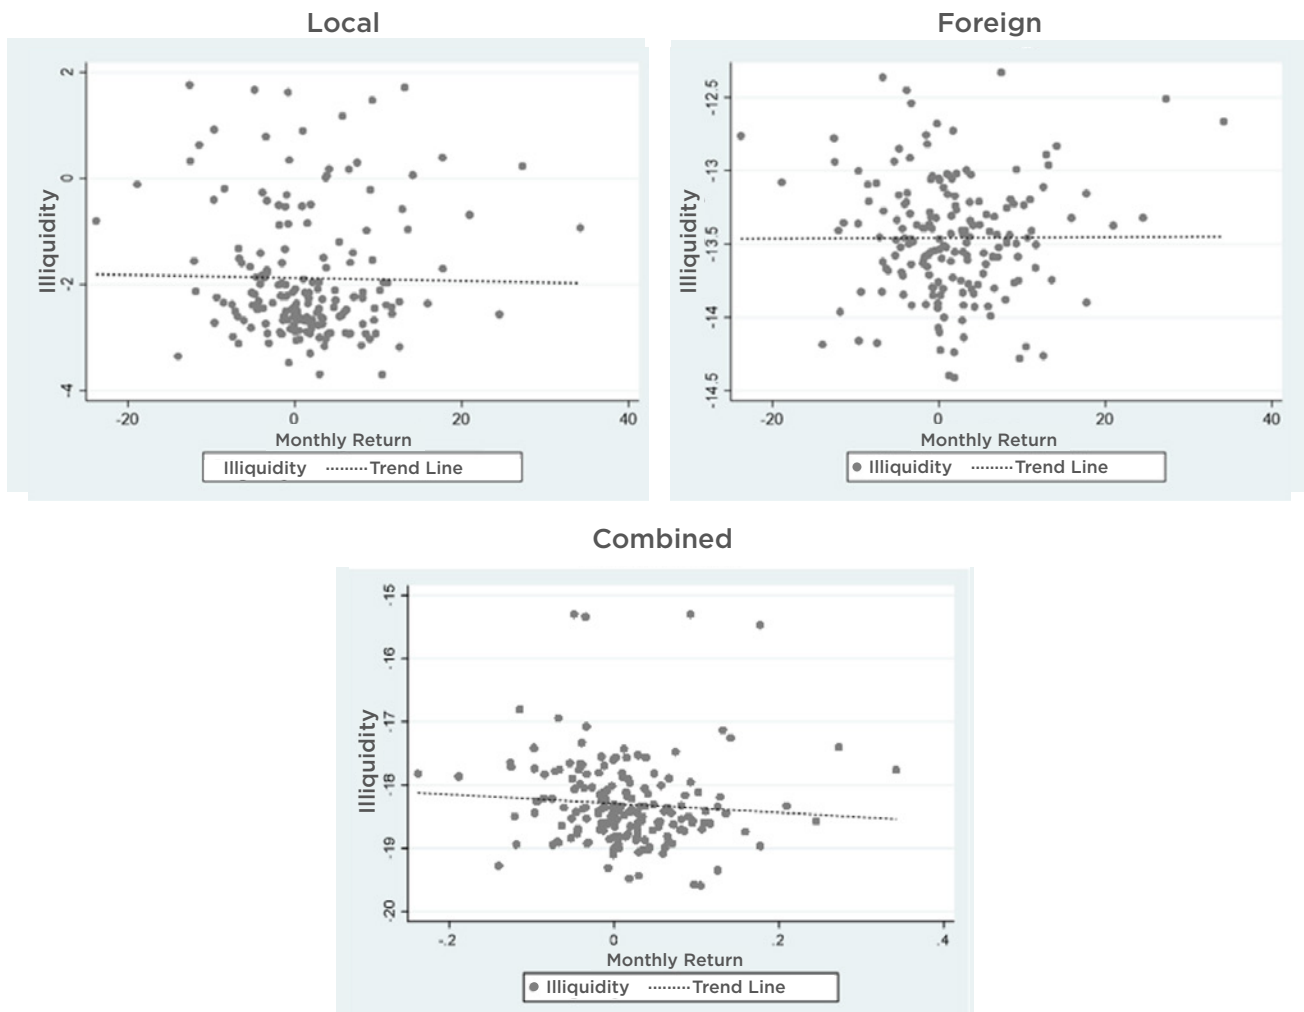 Local
Illiquidity
2
0
-2
-4
-20 0 20 40
Monthly Return
Illiquidity Trend Line
Foreign
Illiquidity
-12.5
-13
-13.5
-14
-14.5
-20 0 20 40
Monthly Return
Illiquidity Trend Line
Combined
Illiquidity
-15
-16
-17
-18
-19
-20
-.2 0 .2 .4
Monthly Return
Illiquidity Trend Line